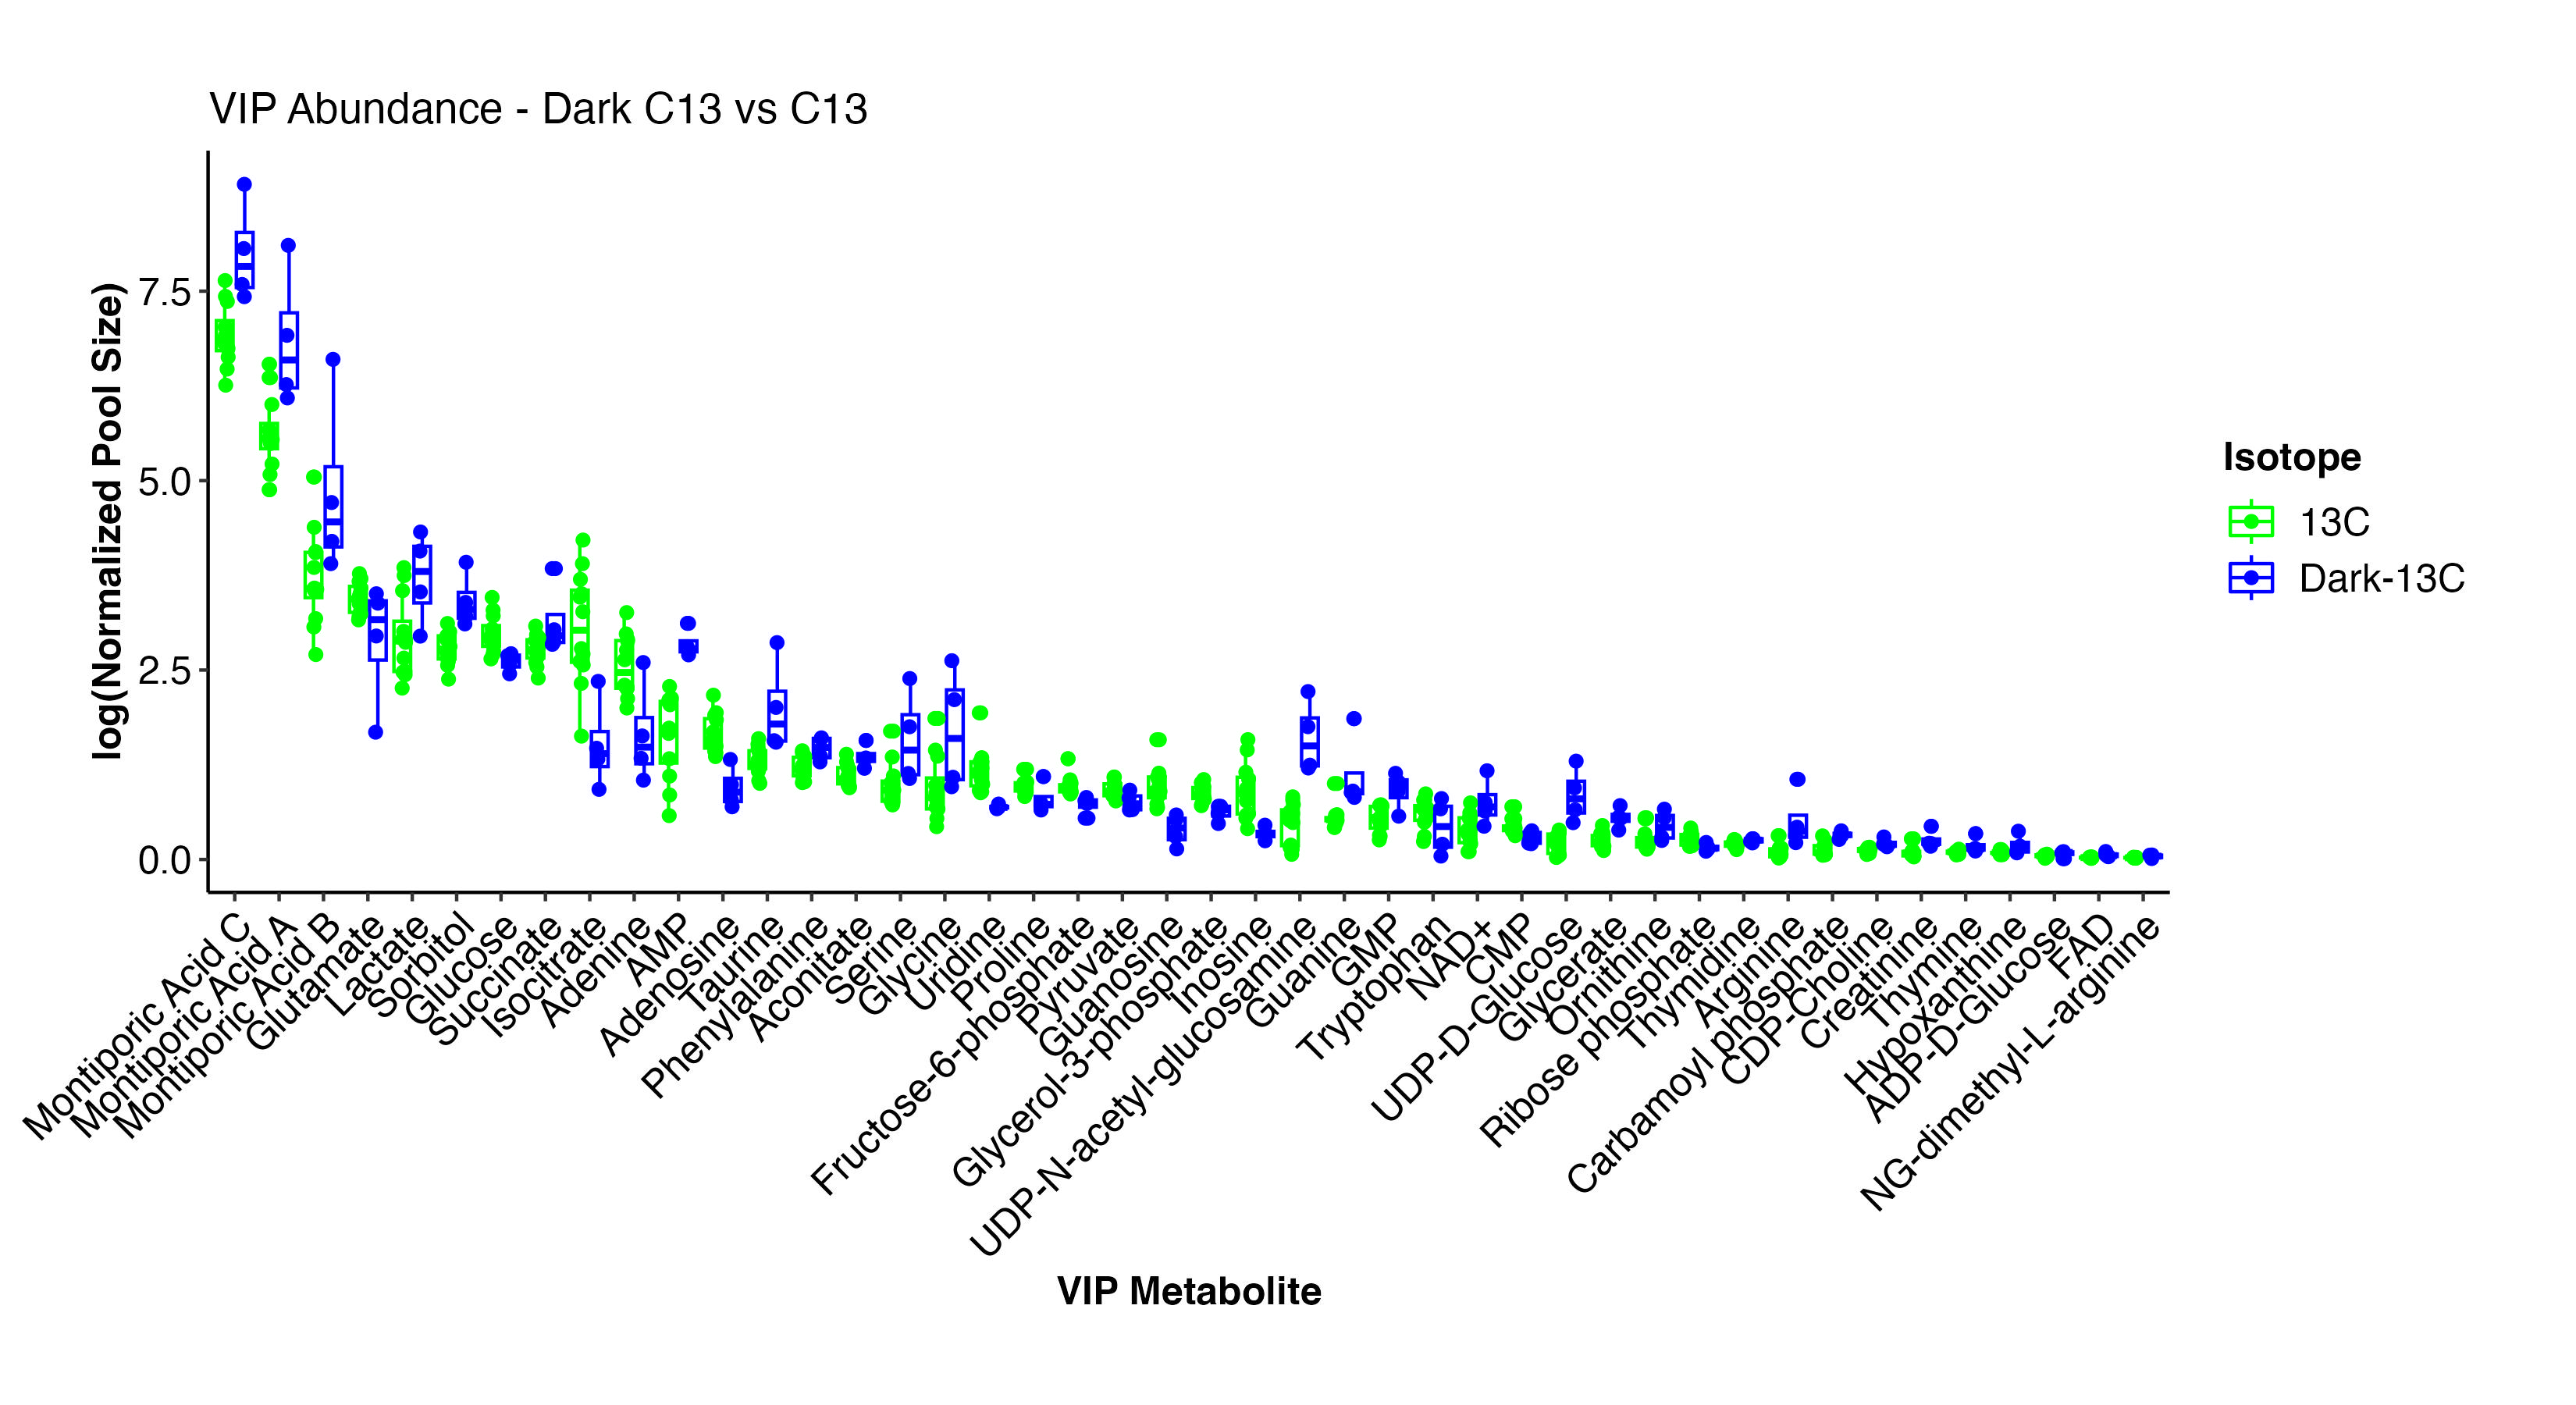 VIP Abundance - Dark C13 vs C13
log(Normalized Pool Size)
7.5
5.0
2.5
0.0
Montiporic Acid C
Montiporic Acid A
Montiporic Acid B
Glutamate
Lactate
Sorbitol
Glucose
Succinate
Isocitrate
Adenine
AMP
Adenosine
Taurine
Phenylalanine
Aconitate
Serine
Glycine
Uridine
Proline
Fructose-6-phosphate
Pyruvate
Guanosine
Glycerol-3-phosphate
Inosine
UDP-N-acetyl-glucosamine
Guanine
GMP
Tryptophan
NAD+
CMP
UDP-D-Glucose
Glycerate
Ornithine
Ribose phosphate
Thymidine
Arginine
Carbamoyl phosphate
CDP-Choline
Creatinine
Thymine
Hypoxanthine
ADP-D-Glucose
FAD
NG-dimethyl-L-arginine
VIP Metabolite
Isotope
13C
Dark-13C